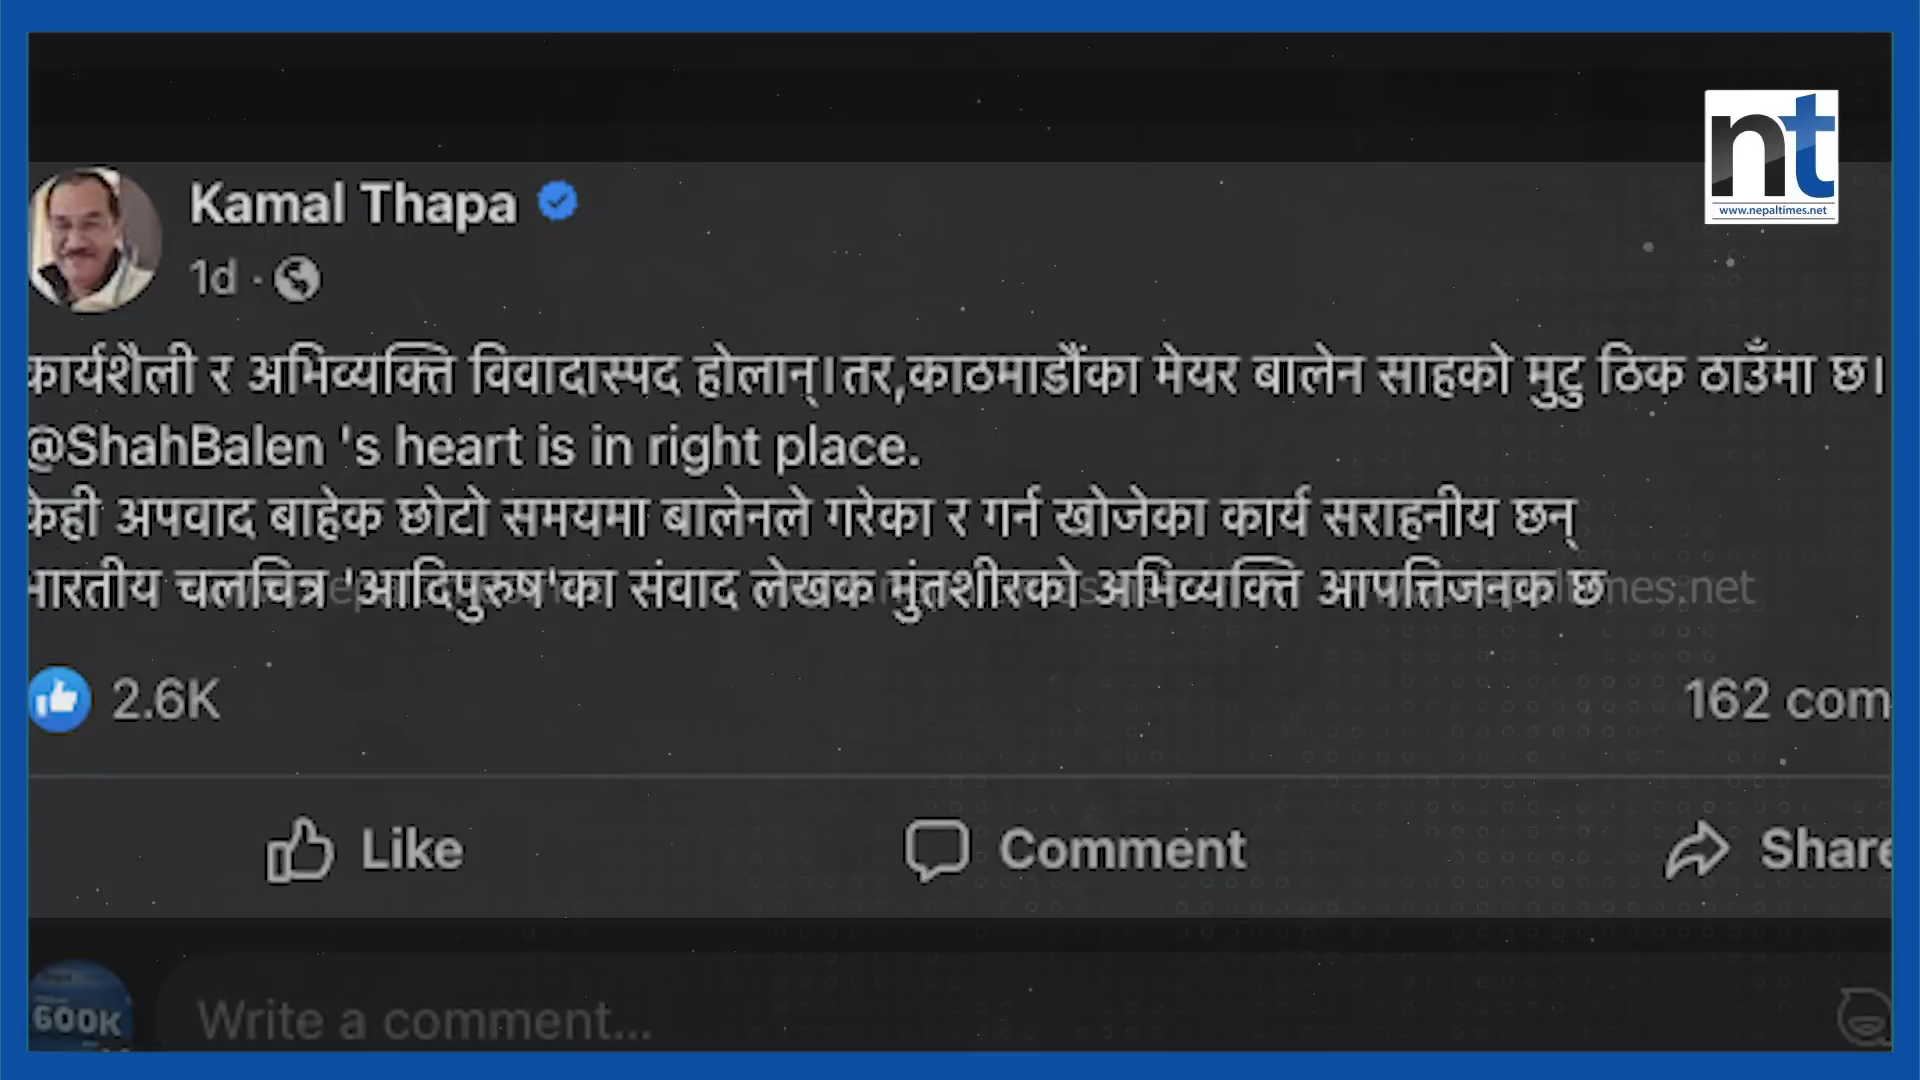 nt
www.nepaltimes.net
Kamal Thapa
1d ·
कार्यशैली र अभिव्यक्ति विवादास्पद होलान्।तर,काठमाडौंका मेयर बालेन साहको मुटु ठिक ठाउँमा छ।
@ShahBalen 's heart is in right place.
केही अपवाद बाहेक छोटो समयमा बालेनले गरेका र गर्न खोजेका कार्य सराहनीय छन्
भारतीय चलचित्र 'आदिपुरुष'का संवाद लेखक मुंतशीरको अभिव्यक्ति आपत्तिजनक छ
2.6K
162 com
Like Comment Share
600K
Write a comment...